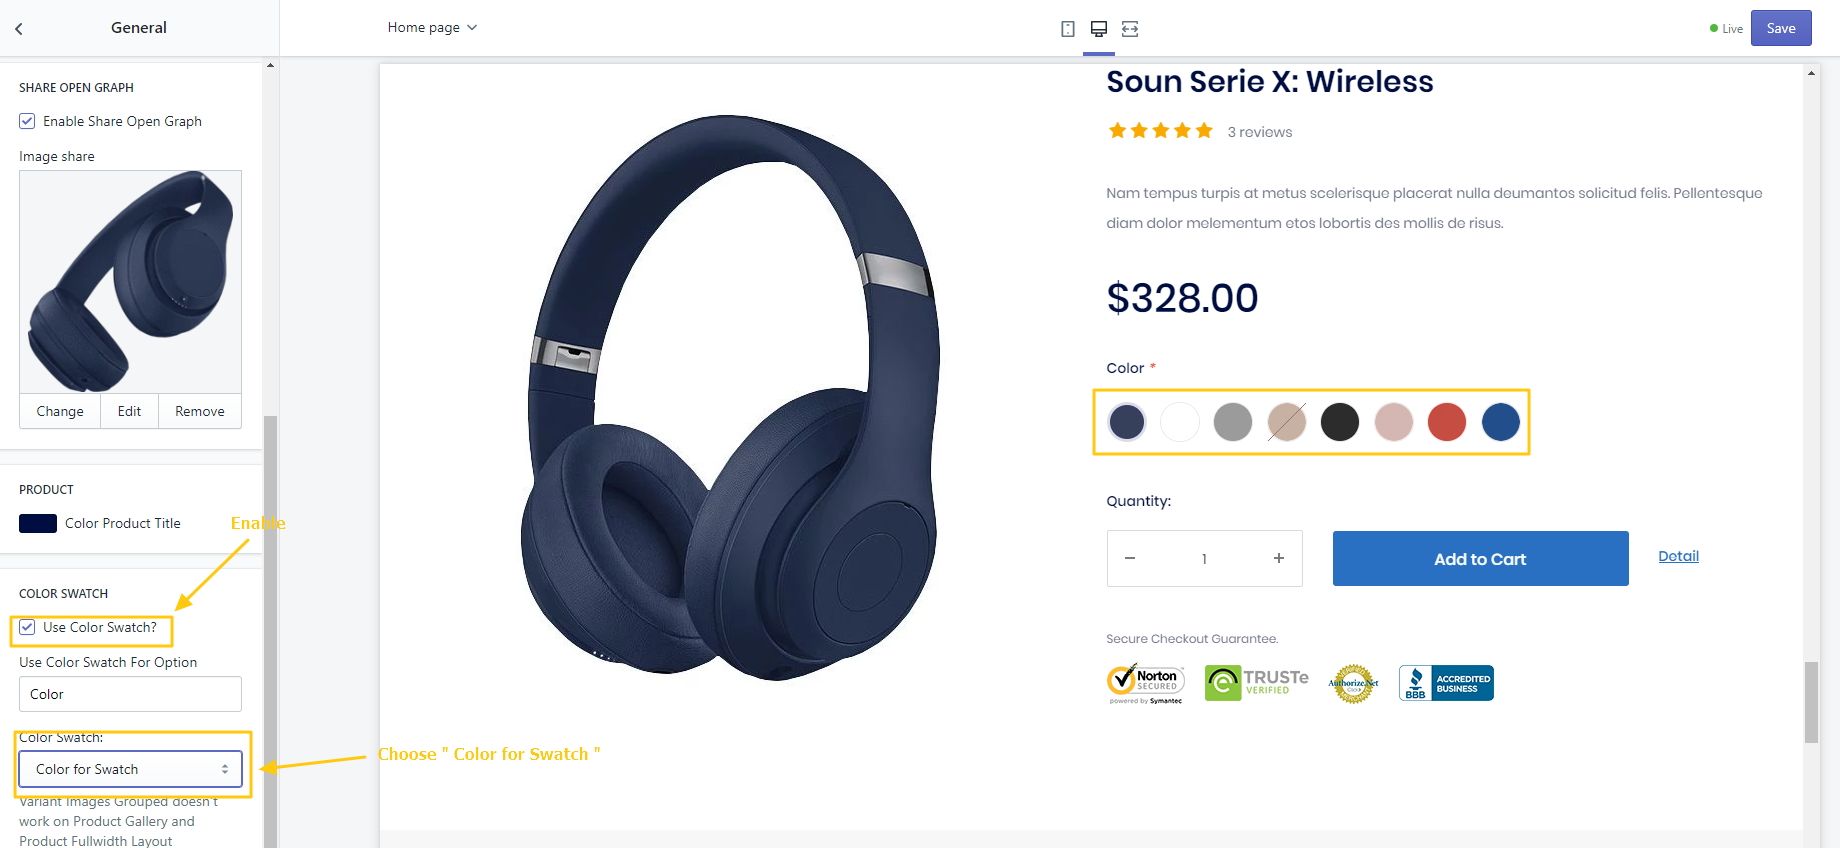 General
Home page
Live
Save
SHARE OPEN GRAPH
Enable Share Open Graph
Image share
Change
Edit
Remove
PRODUCT
Color Product Title
Enable
COLOR SWATCH
Use Color Swatch?
Use Color Swatch For Option
Color
Color Swatch:
Color for Swatch
Choose " Color for Swatch "
Variant Images Grouped doesn't
work on Product Gallery and
Product Fullwidth Layout
Soun Serie X: Wireless
3 reviews
Nam tempus turpis at metus scelerisque placerat nulla deumantos solicitud felis. Pellentesque
diam dolor melementum etos lobortis des mollis de risus.
$328.00
Color *
Quantity:
− 1 +
Add to Cart
Detail
Secure Checkout Guarantee.
Norton
SECURED
powered by Symantec
TRUSTe
VERIFIED
Authorize.Net
Click
BBB
ACCREDITED
BUSINESS